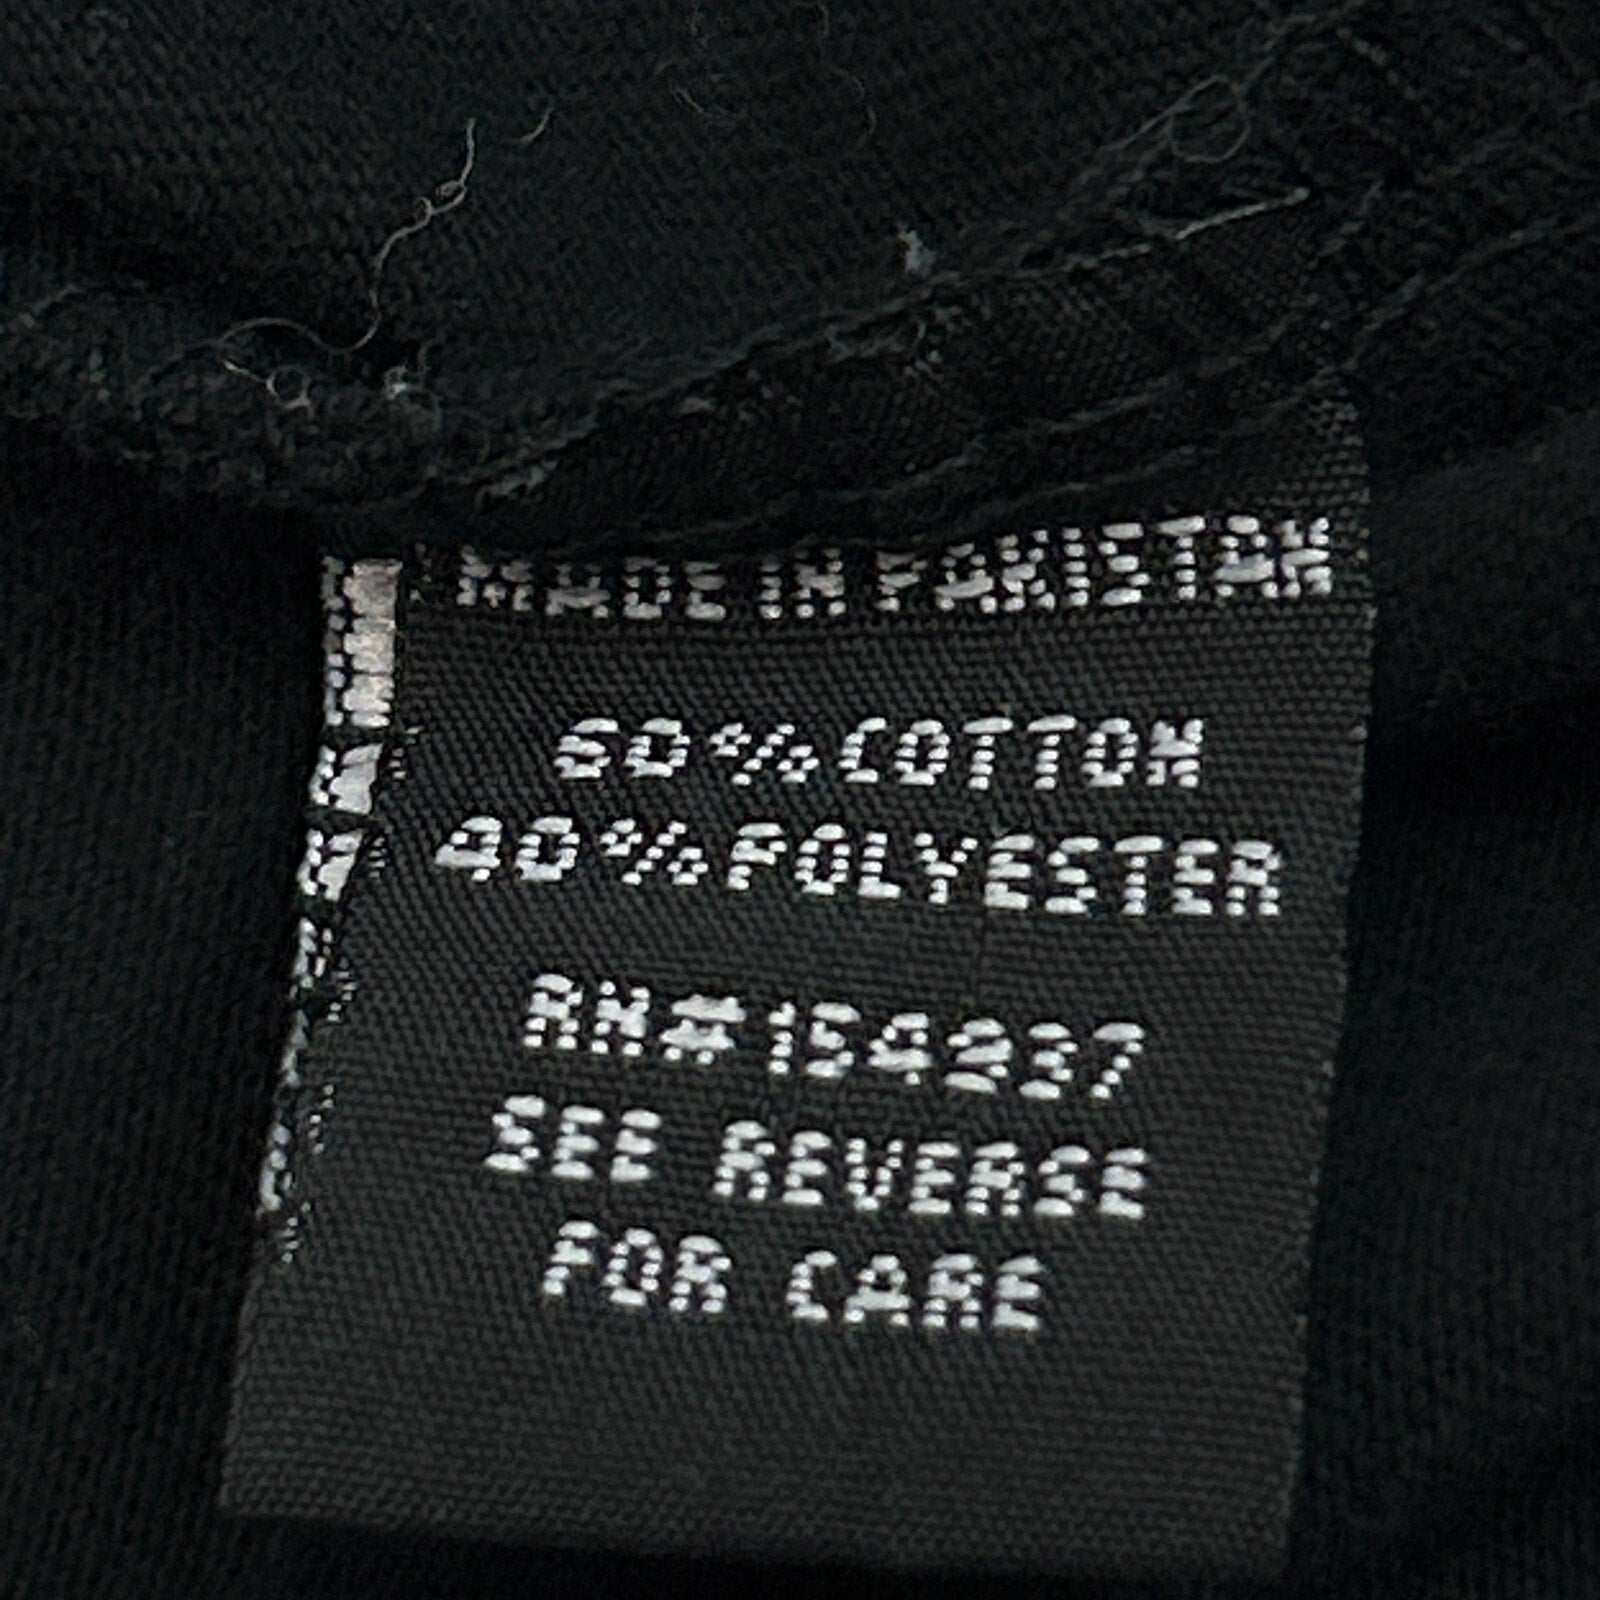 MADE IN PAKISTAN
60% COTTON
40% POLYESTER
RN#154237
SEE REVERSE
FOR CARE